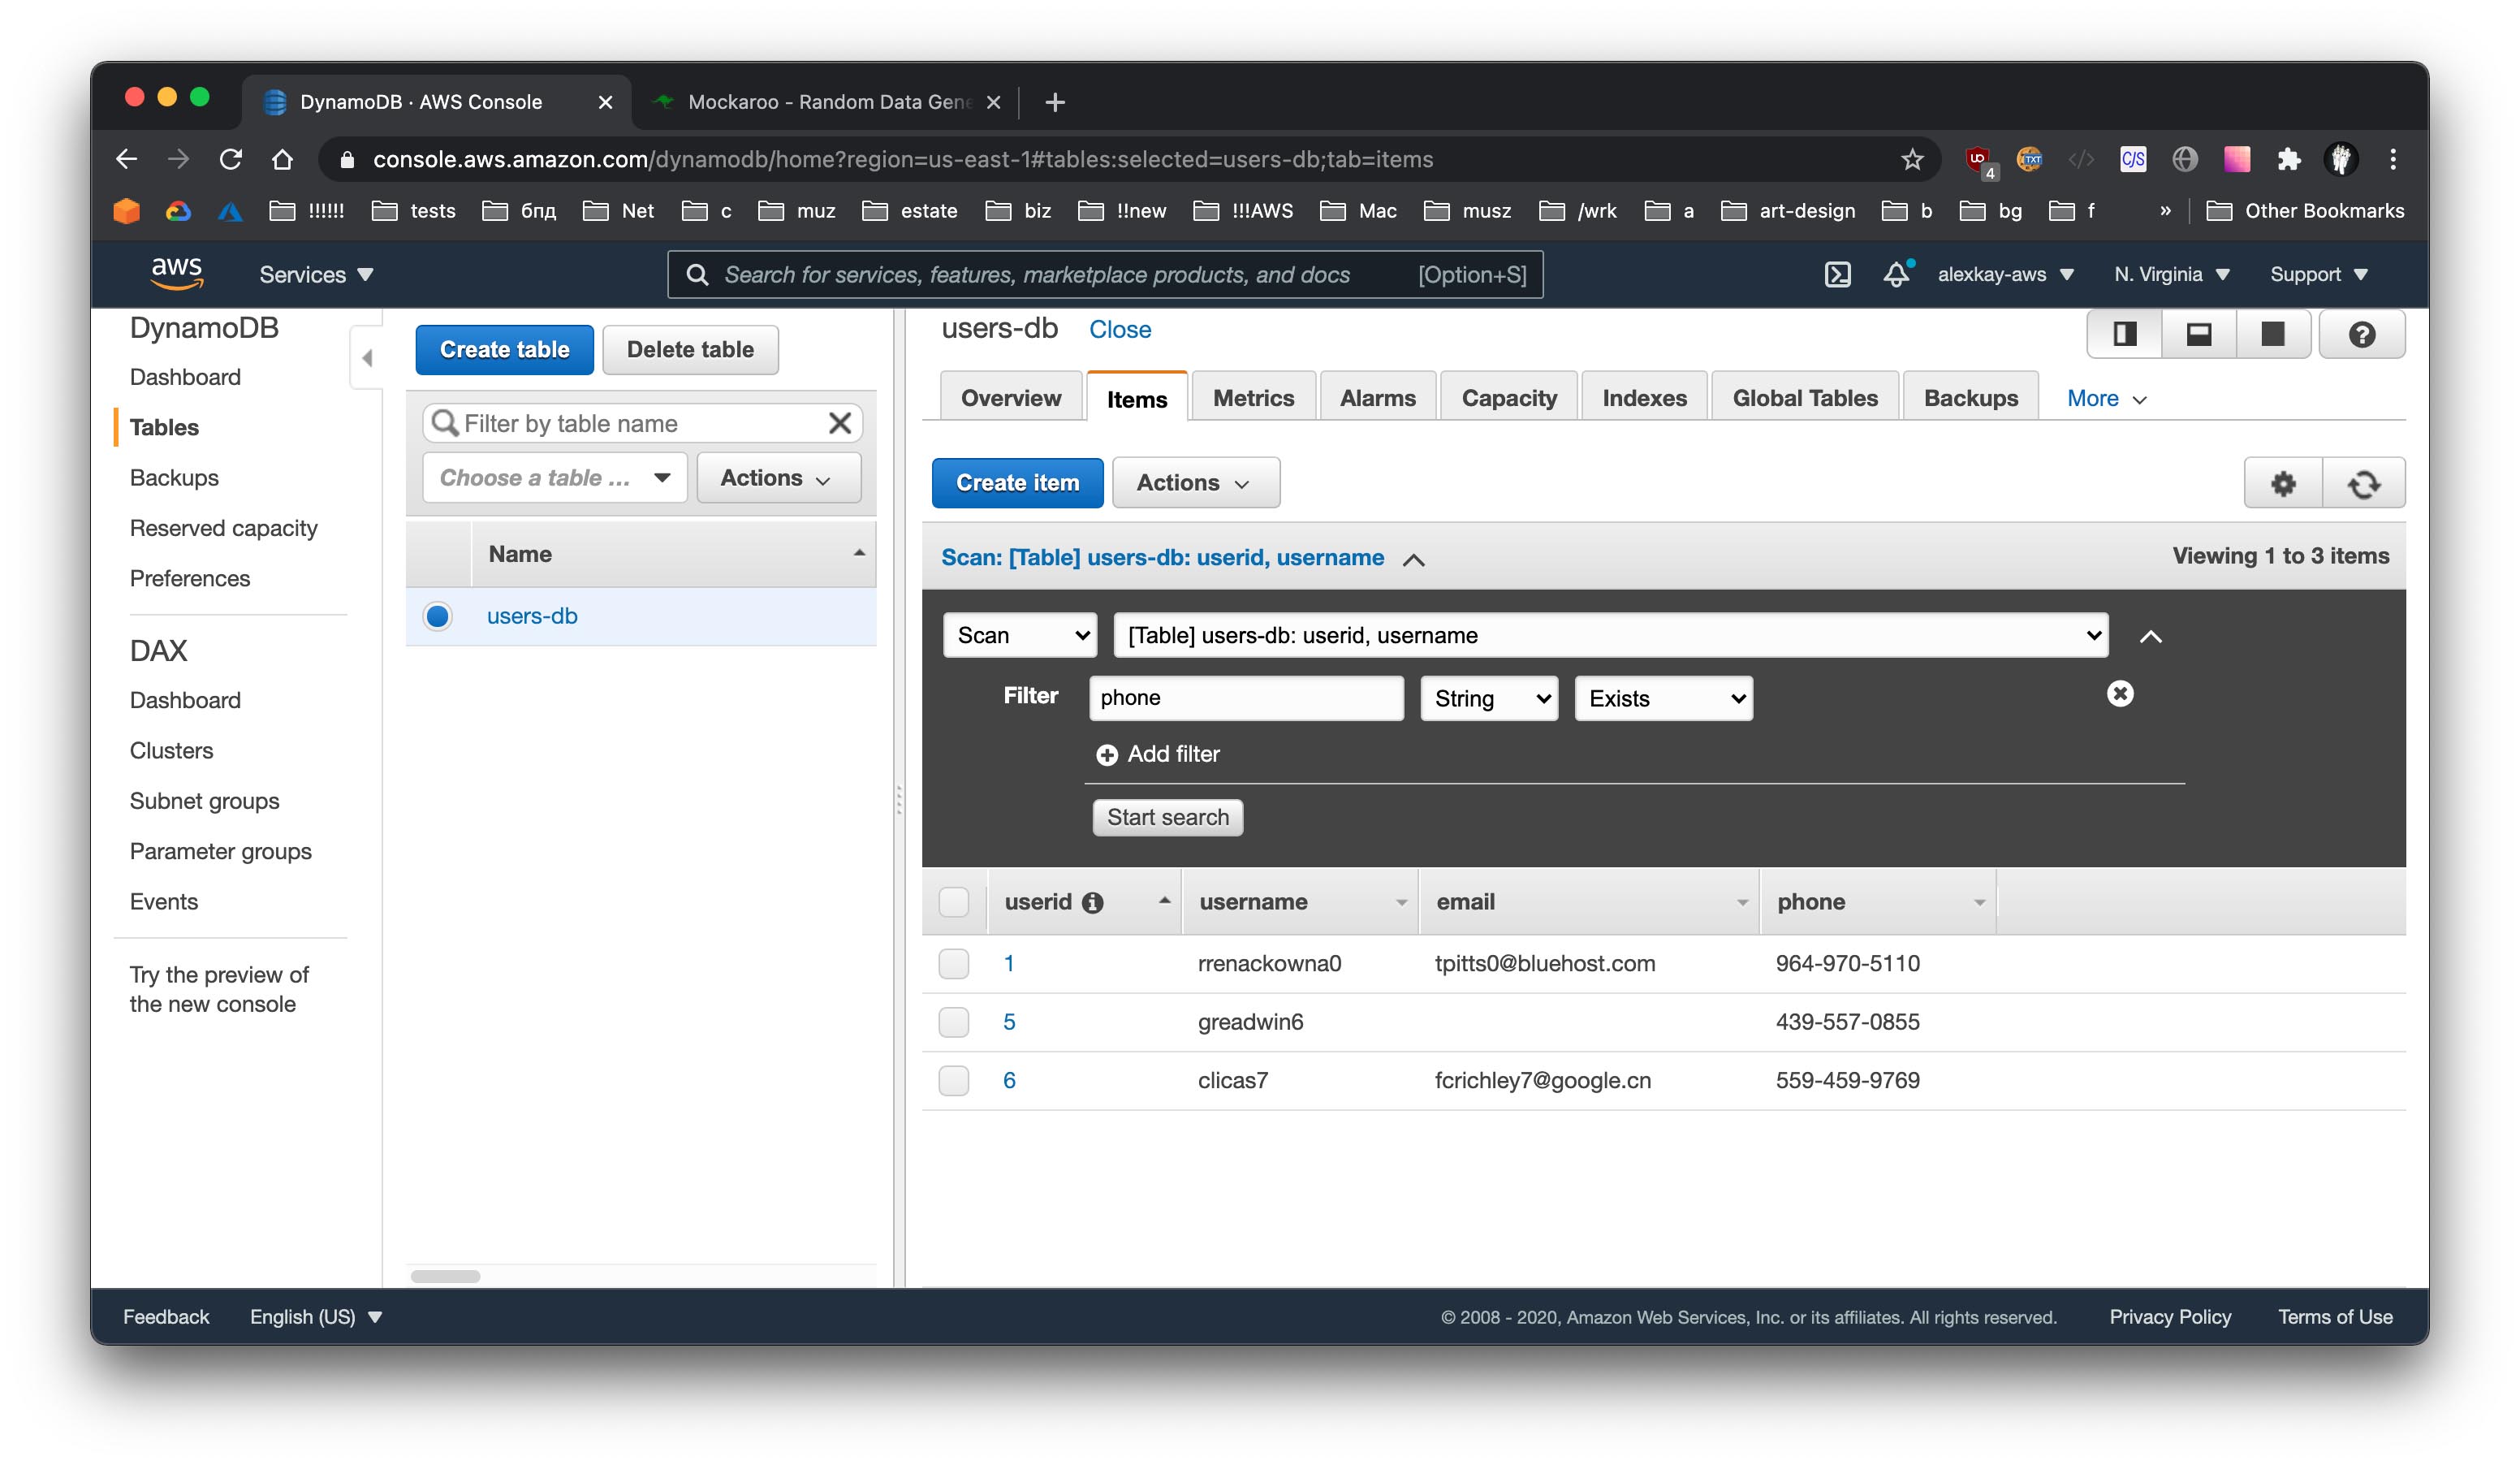 DynamoDB · AWS Console
Mockaroo - Random Data Gene
console.aws.amazon.com/dynamodb/home?region=us-east-1#tables:selected=users-db;tab=items
UO 4 TXT </> C/S
!!!!!! tests бпд Net c muz estate biz !!new !!!AWS Mac musz /wrk a art-design b bg f » Other Bookmarks
aws Services Search for services, features, marketplace products, and docs [Option+S] alexkay-aws N. Virginia Support
DynamoDB
Dashboard
Tables
Backups
Reserved capacity
Preferences
DAX
Dashboard
Clusters
Subnet groups
Parameter groups
Events
Try the preview of
the new console
Create table Delete table
Filter by table name
Choose a table ... Actions
Name
users-db
users-db Close
Overview Items Metrics Alarms Capacity Indexes Global Tables Backups More
Create item Actions
Scan: [Table] users-db: userid, username Viewing 1 to 3 items
Scan [Table] users-db: userid, username
Filter phone String Exists
Add filter
Start search
userid username email phone
1 rrenackowna0 tpitts0@bluehost.com 964-970-5110
5 greadwin6 439-557-0855
6 clicas7 fcrichley7@google.cn 559-459-9769
Feedback English (US) © 2008 - 2020, Amazon Web Services, Inc. or its affiliates. All rights reserved. Privacy Policy Terms of Use